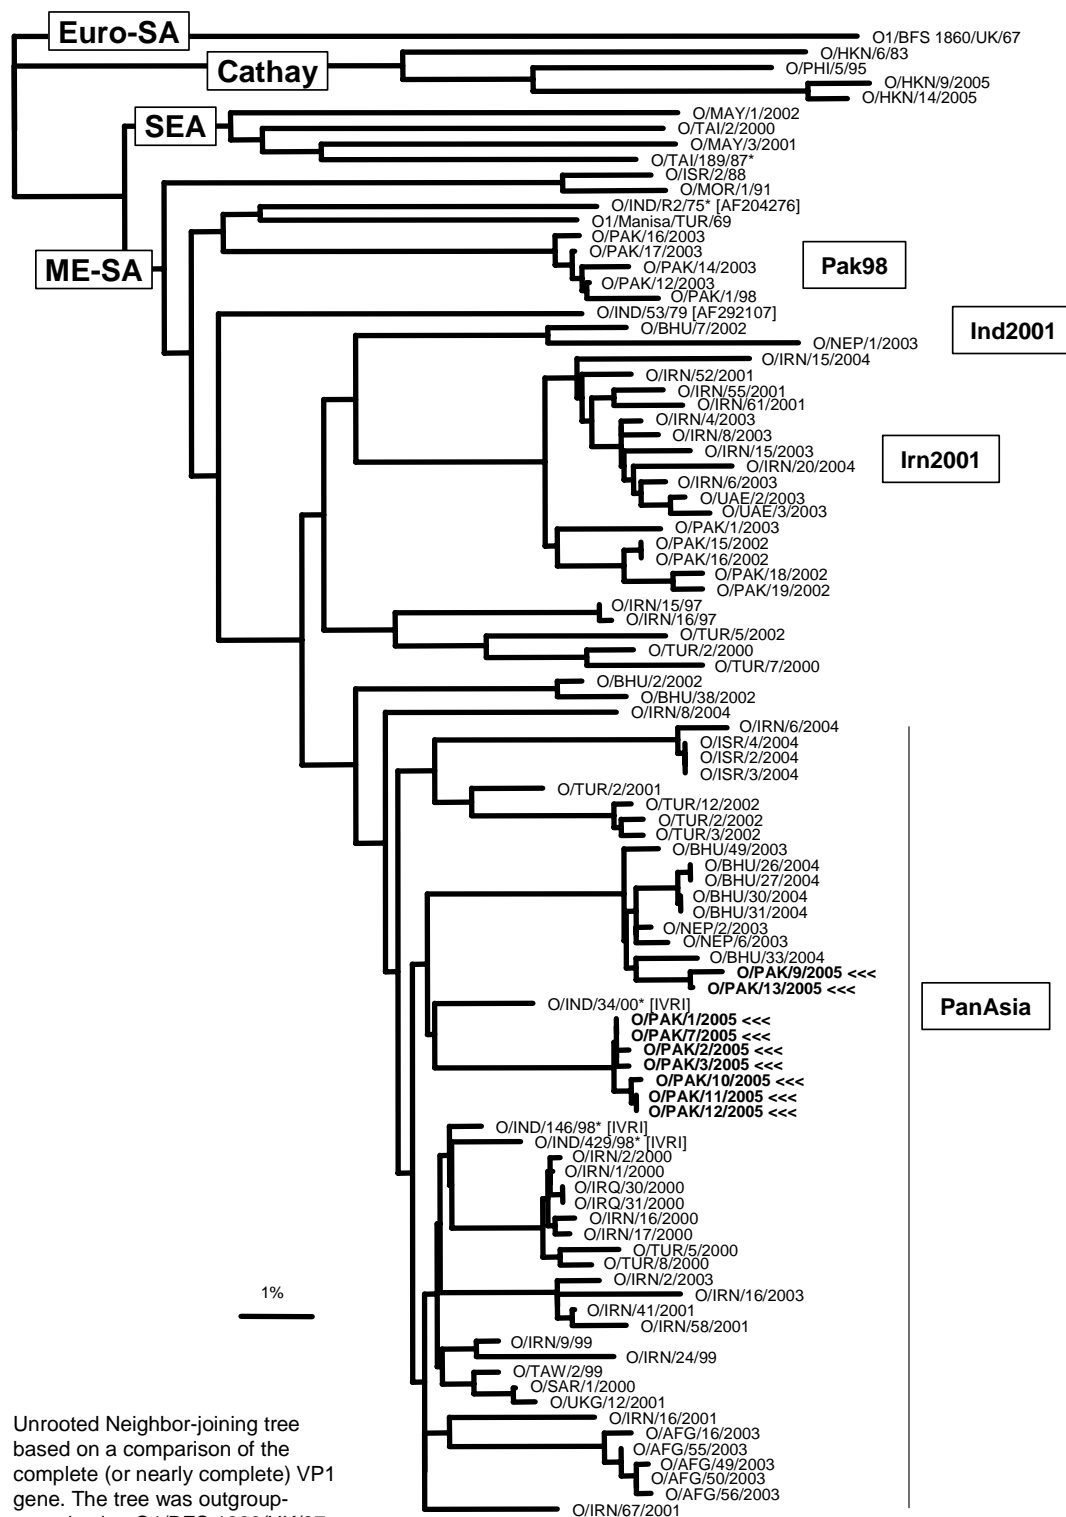 Euro-SA
O1/BFS 1860/UK/67
O/HKN/6/83
Cathay
O/PHI/5/95
O/HKN/9/2005
O/HKN/14/2005
O/MAY/1/2002
SEA
O/TAI/2/2000
O/MAY/3/2001
O/TAI/189/87*
O/ISR/2/88
O/MOR/1/91
O/IND/R2/75* [AF204276]
O1/Manisa/TUR/69
O/PAK/16/2003
O/PAK/17/2003
ME-SA
O/PAK/14/2003
Pak98
O/PAK/12/2003
O/PAK/1/98
O/IND/53/79 [AF292107]
O/BHU/7/2002
Ind2001
O/NEP/1/2003
O/IRN/15/2004
O/IRN/52/2001
O/IRN/55/2001
O/IRN/61/2001
O/IRN/4/2003
O/IRN/8/2003
O/IRN/15/2003
Irn2001
O/IRN/20/2004
O/IRN/6/2003
O/UAE/2/2003
O/UAE/3/2003
O/PAK/1/2003
O/PAK/15/2002
O/PAK/16/2002
O/PAK/18/2002
O/PAK/19/2002
O/IRN/15/97
O/IRN/16/97
O/TUR/5/2002
O/TUR/2/2000
O/TUR/7/2000
O/BHU/2/2002
O/BHU/38/2002
O/IRN/8/2004
O/IRN/6/2004
O/ISR/4/2004
O/ISR/2/2004
O/ISR/3/2004
O/TUR/2/2001
O/TUR/12/2002
O/TUR/2/2002
O/TUR/3/2002
O/BHU/49/2003
O/BHU/26/2004
O/BHU/27/2004
O/BHU/30/2004
O/BHU/31/2004
O/NEP/2/2003
O/NEP/6/2003
O/BHU/33/2004
O/PAK/9/2005 <<<
O/PAK/13/2005 <<<
O/IND/34/00* [IVRI]
PanAsia
O/PAK/1/2005 <<<
O/PAK/7/2005 <<<
O/PAK/2/2005 <<<
O/PAK/3/2005 <<<
O/PAK/10/2005 <<<
O/PAK/11/2005 <<<
O/PAK/12/2005 <<<
O/IND/146/98* [IVRI]
O/IND/429/98* [IVRI]
O/IRN/2/2000
O/IRN/1/2000
O/IRQ/30/2000
O/IRQ/31/2000
O/IRN/16/2000
O/IRN/17/2000
O/TUR/5/2000
O/TUR/8/2000
O/IRN/2/2003
1%
O/IRN/16/2003
O/IRN/41/2001
O/IRN/58/2001
O/IRN/9/99
O/IRN/24/99
O/TAW/2/99
O/SAR/1/2000
O/UKG/12/2001
O/IRN/16/2001
O/AFG/16/2003
O/AFG/55/2003
O/AFG/49/2003
O/AFG/50/2003
O/AFG/56/2003
O/IRN/67/2001
Unrooted Neighbor-joining tree
based on a comparison of the
complete (or nearly complete) VP1
gene. The tree was outgroup-